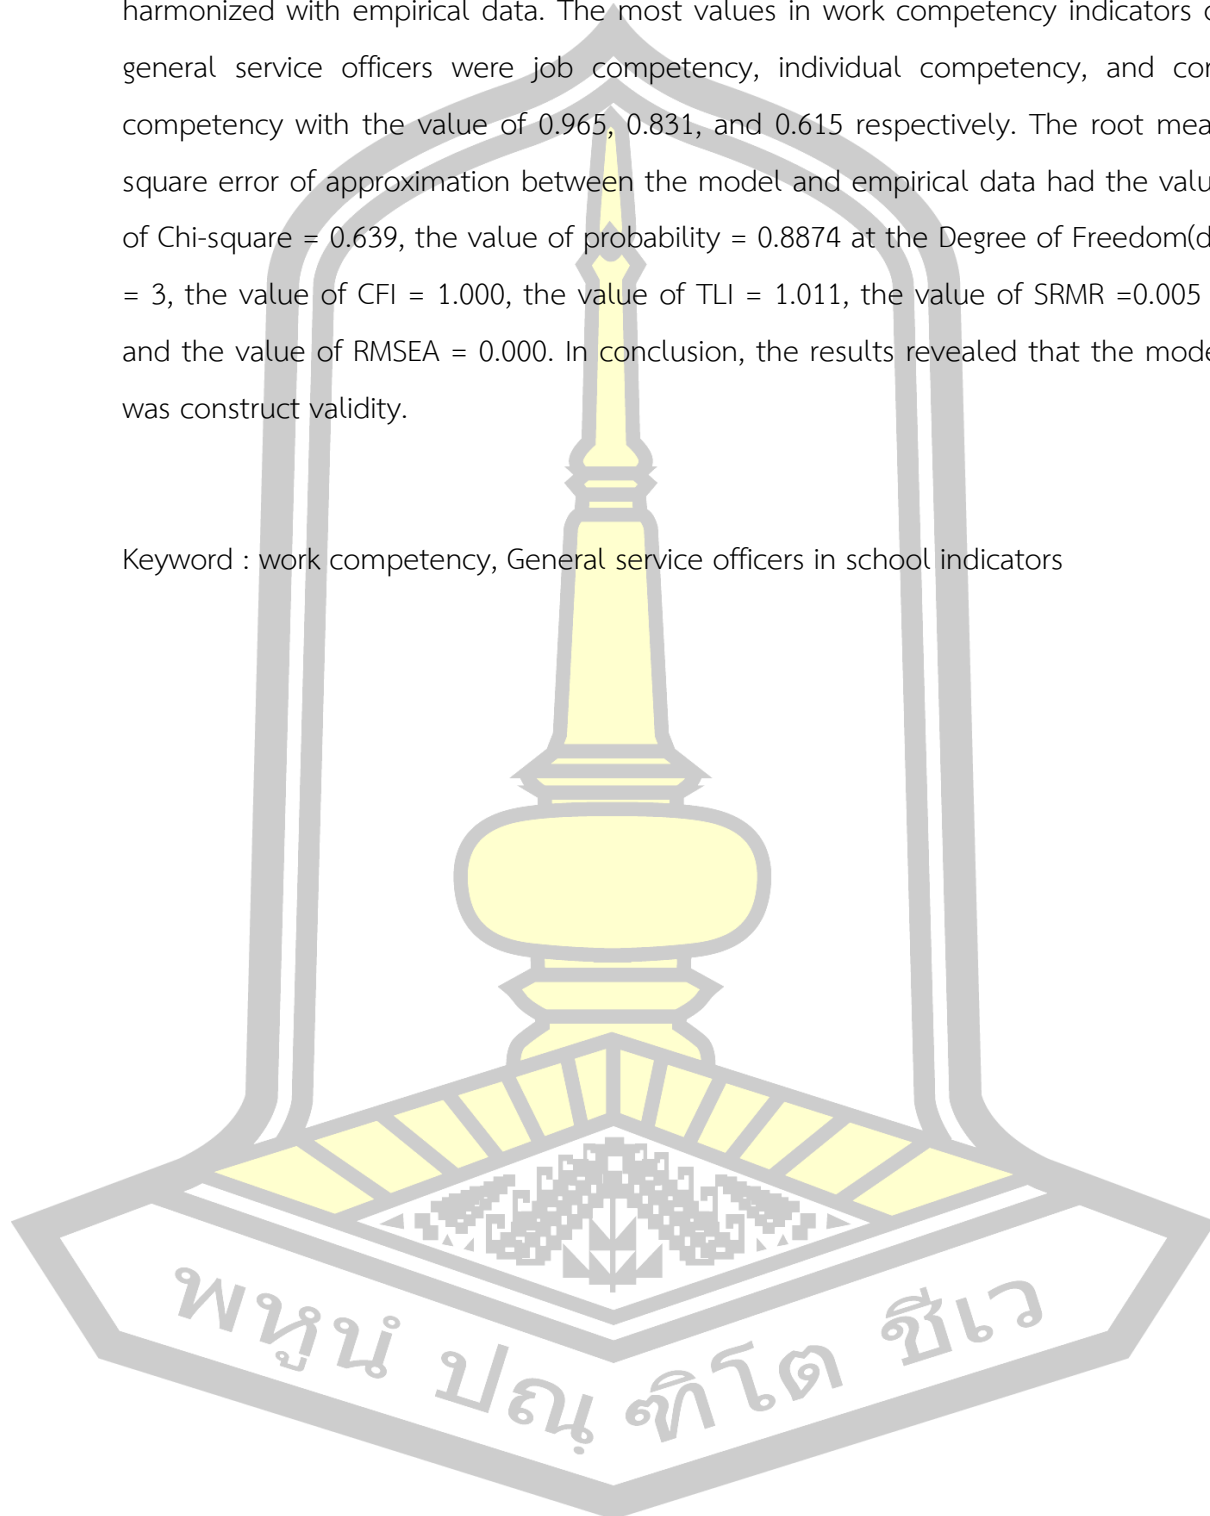 harmonized with empirical data. The most values in work competency indicators
general service officers were job competency, individual competency, and
competency with the value of 0.965, 0.831, and 0.615 respectively. The root
square error of approximation between the model and empirical data had the
of Chi-square = 0.639, the value of probability = 0.8874 at the Degree of
= 3, the value of CFI = 1.000, the value of TLI = 1.011, the value of SRMR =0.005
and the value of RMSEA = 0.000. In conclusion, the results revealed that the
was construct validity.
Keyword : work competency, General service officers in school indicators
พหูนํ ปณฺฑิโต ชีเว